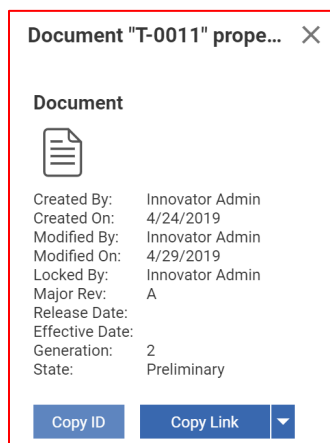 Document "T-0011" prope...
Document
Created By: Innovator Admin
Created On: 4/24/2019
Modified By: Innovator Admin
Modified On: 4/29/2019
Locked By: Innovator Admin
Major Rev: A
Release Date:
Effective Date:
Generation: 2
State: Preliminary
Copy ID Copy Link